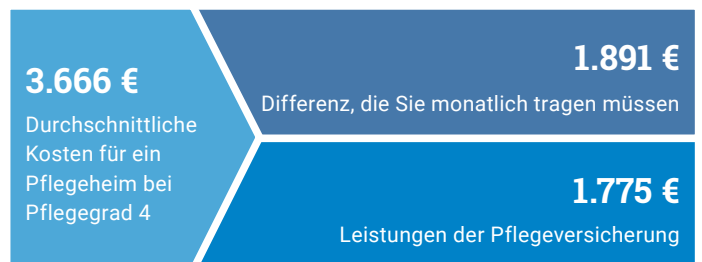 3.666 €
Durchschnittliche
Kosten für ein
Pflegeheim bei
Pflegegrad 4
1.891 €
Differenz, die Sie monatlich tragen müssen
1.775 €
Leistungen der Pflegeversicherung